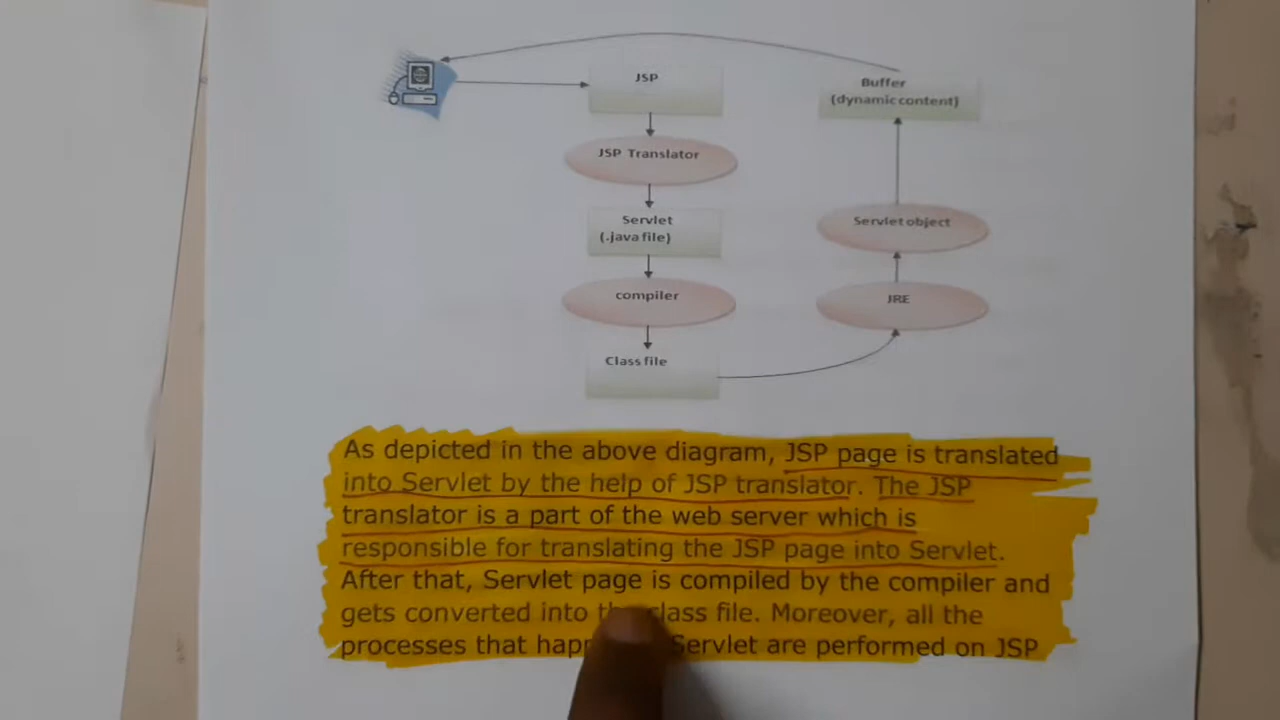 JSP
Buffer
(dynamic content)
JSP Translator
Servlet
(.java file)
Servlet object
compiler
JRE
Class file
As depicted in the above diagram, JSP page is translated
into Servlet by the help of JSP translator. The JSP
translator is a part of the web server which is
responsible for translating the JSP page into Servlet.
After that, Servlet page is compiled by the compiler and
gets converted into class file. Moreover, all the
processes that Servlet are performed on JSP